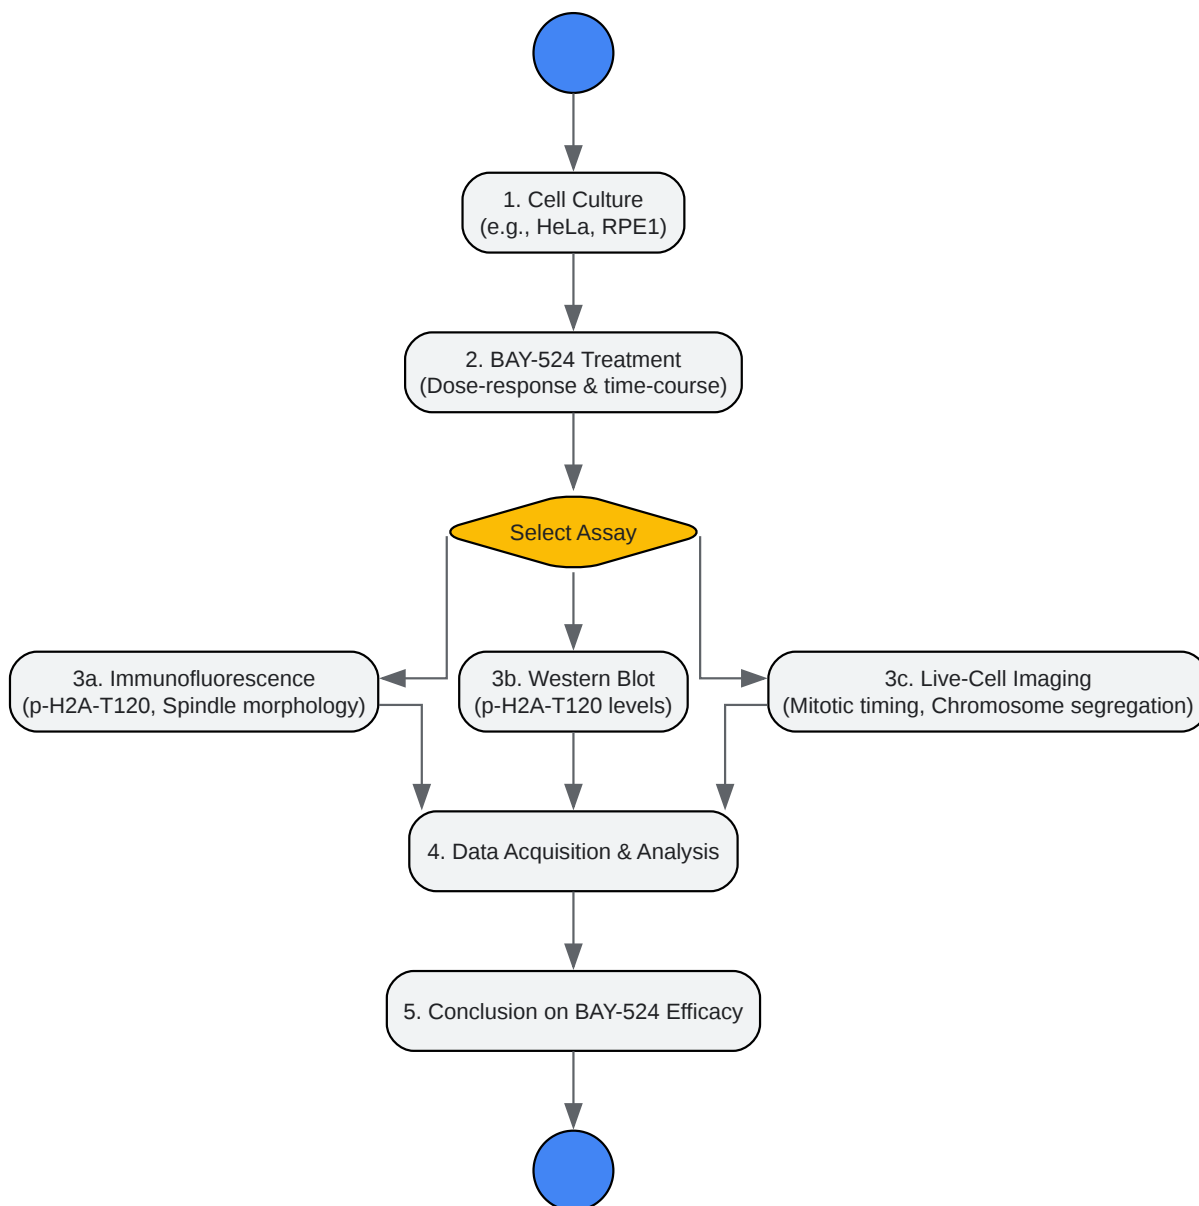 1. Cell Culture
(e.g., HeLa, RPE1)
2. BAY-524 Treatment
(Dose-response & time-course)
Select Assay
3a. Immunofluorescence
(p-H2A-T120, Spindle morphology)
3b. Western Blot
(p-H2A-T120 levels)
3c. Live-Cell Imaging
(Mitotic timing, Chromosome segregation)
4. Data Acquisition & Analysis
5. Conclusion on BAY-524 Efficacy